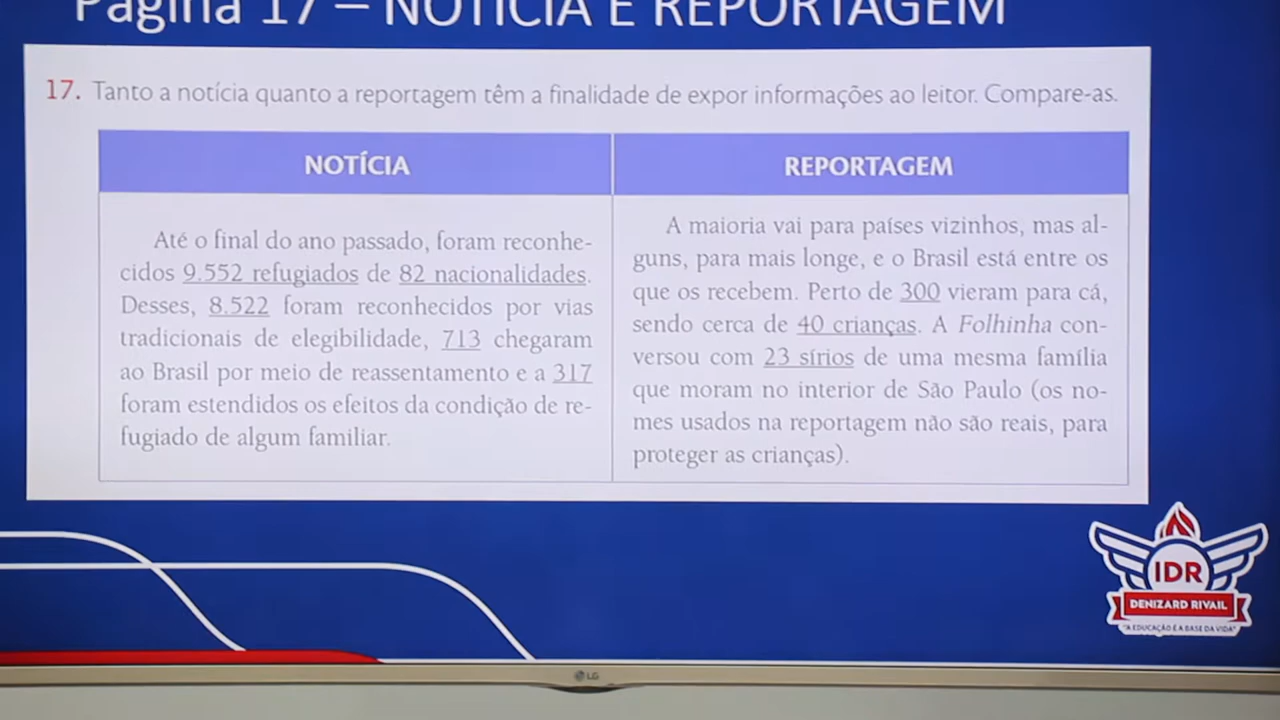 Página 17 – NOTÍCIA E REPORTAGEM
17. Tanto a notícia quanto a reportagem têm a finalidade de expor informações ao leitor. Compare-as.
NOTÍCIA
Até o final do ano passado, foram reconhe-
cidos 9.552 refugiados de 82 nacionalidades.
Desses, 8.522 foram reconhecidos por vias
tradicionais de elegibilidade, 713 chegaram
ao Brasil por meio de reassentamento e a 317
foram estendidos os efeitos da condição de re-
fugiado de algum familiar.
REPORTAGEM
A maioria vai para países vizinhos, mas al-
guns, para mais longe, e o Brasil está entre os
que os recebem. Perto de 300 vieram para cá,
sendo cerca de 40 crianças. A Folhinha con-
versou com 23 sírios de uma mesma família
que moram no interior de São Paulo (os no-
mes usados na reportagem não são reais, para
proteger as crianças).
IDR
DENIZARD RIVAIL
"A EDUCAÇÃO É A BASE DA VIDA"
LG